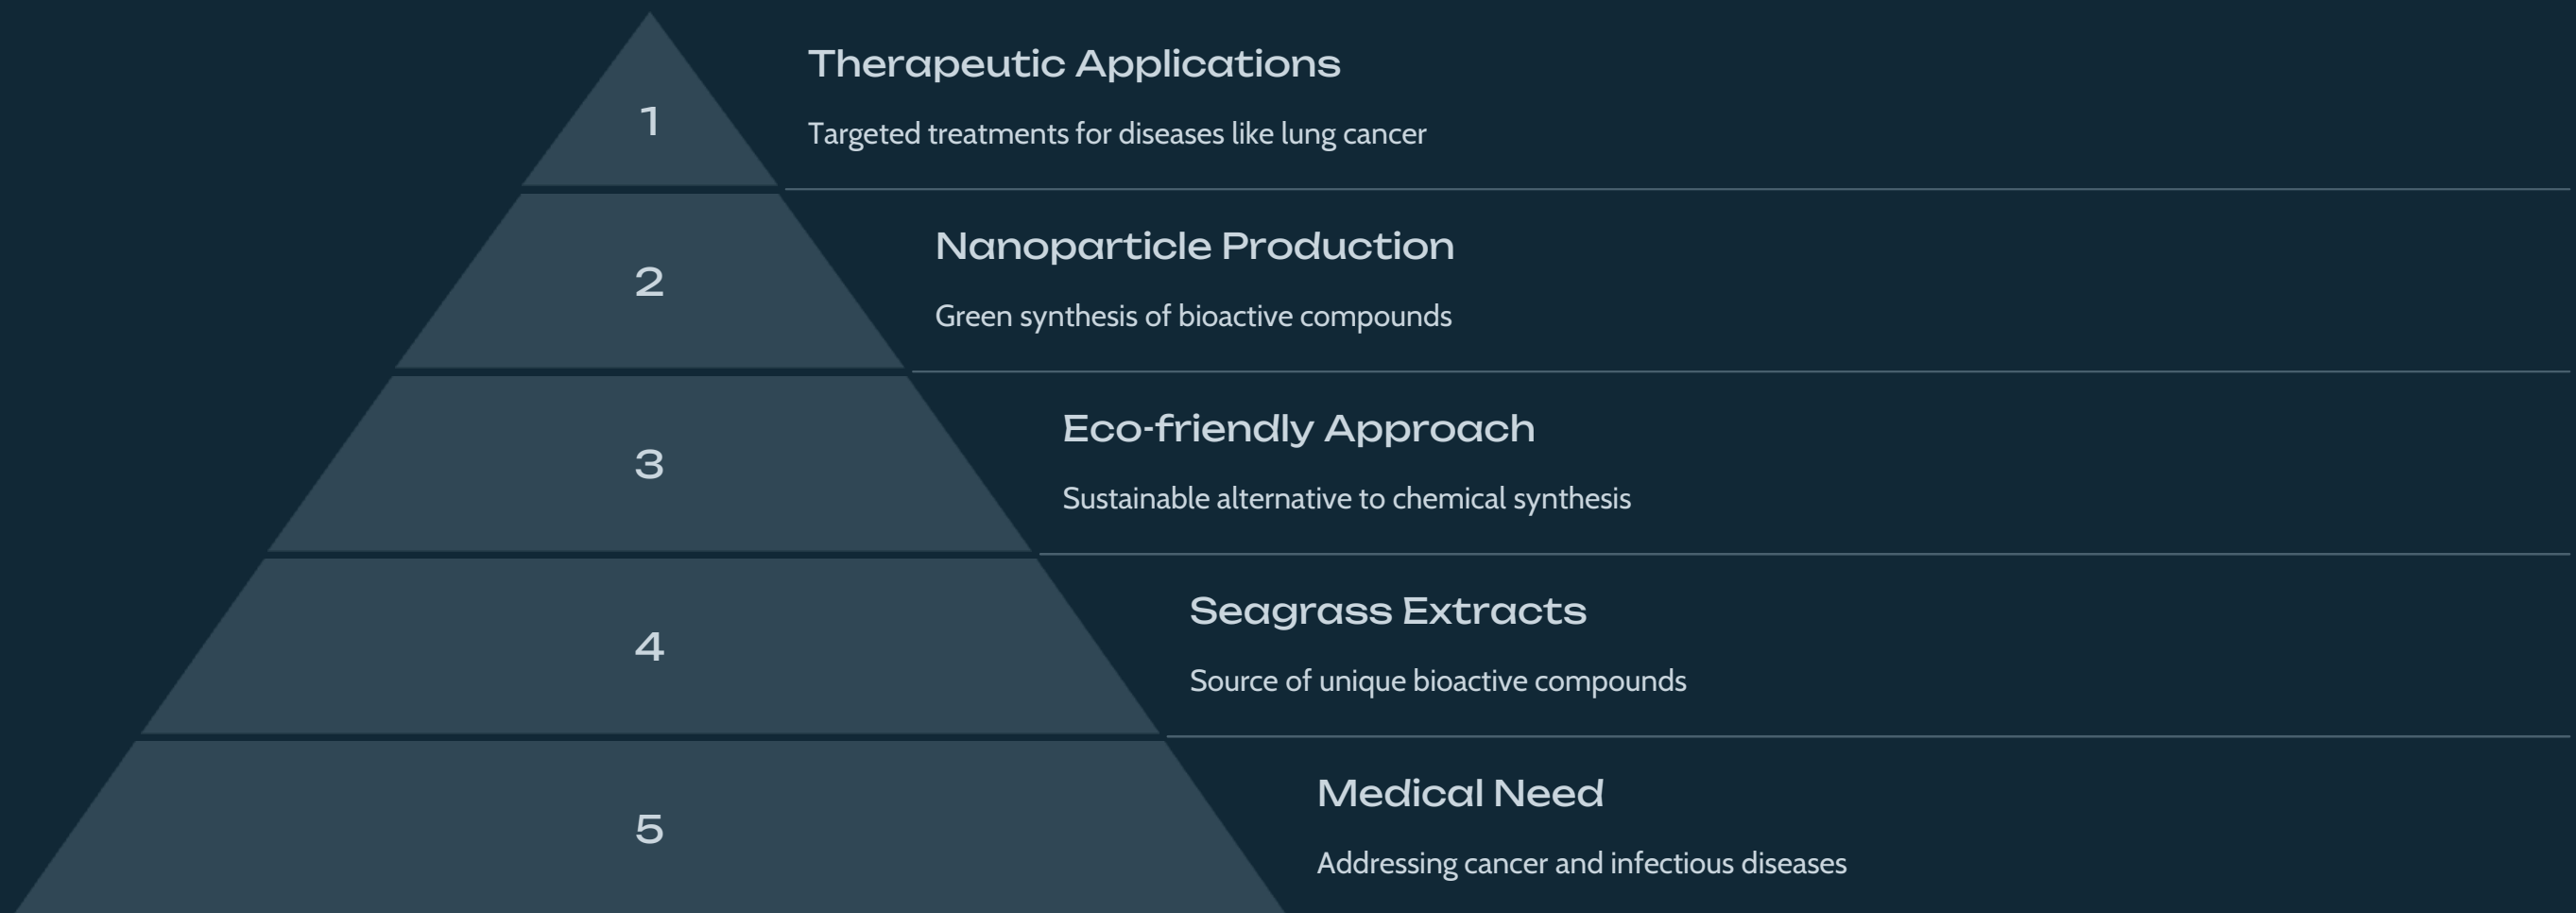 Therapeutic Applications
1
Targeted treatments for diseases like lung cancer
Nanoparticle Production
2
Green synthesis of bioactive compounds
Eco-friendly Approach
3
Sustainable alternative to chemical synthesis
Seagrass Extracts
4
Source of unique bioactive compounds
Medical Need
5
Addressing cancer and infectious diseases